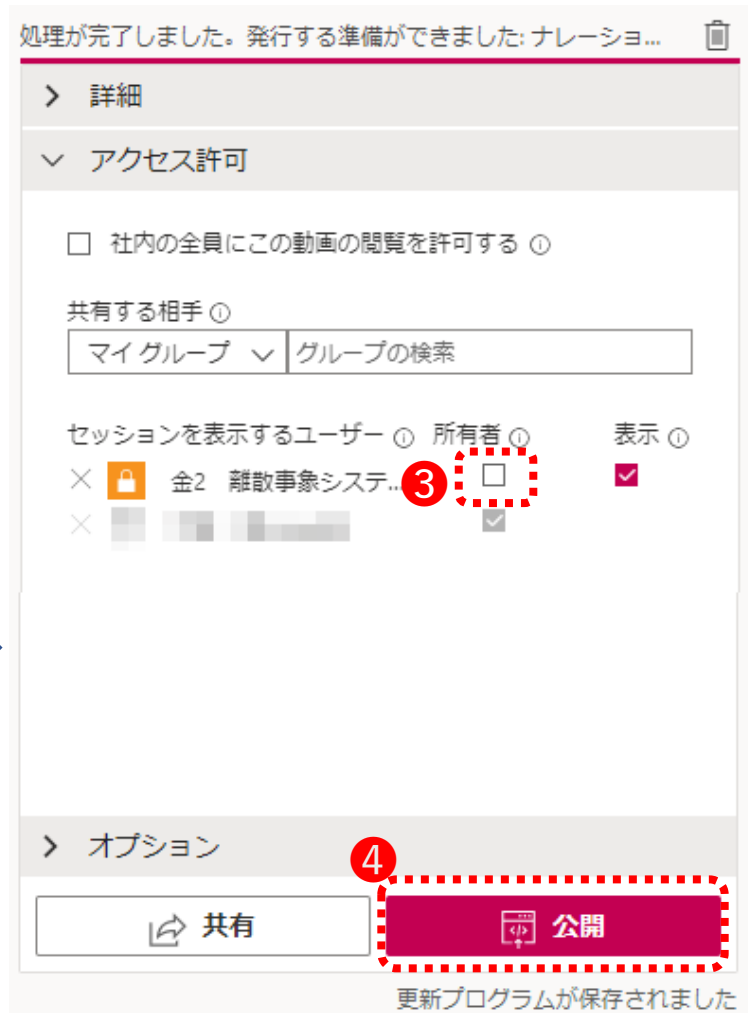 処理が完了しました。発行する準備ができました: ナレーショ...
詳細
アクセス許可
社内の全員にこの動画の閲覧を許可する
共有する相手
マイ グループ グループの検索
セッションを表示するユーザー 所有者 表示
金2 離散事象システ... 3
オプション
4
共有 公開
更新プログラムが保存されました